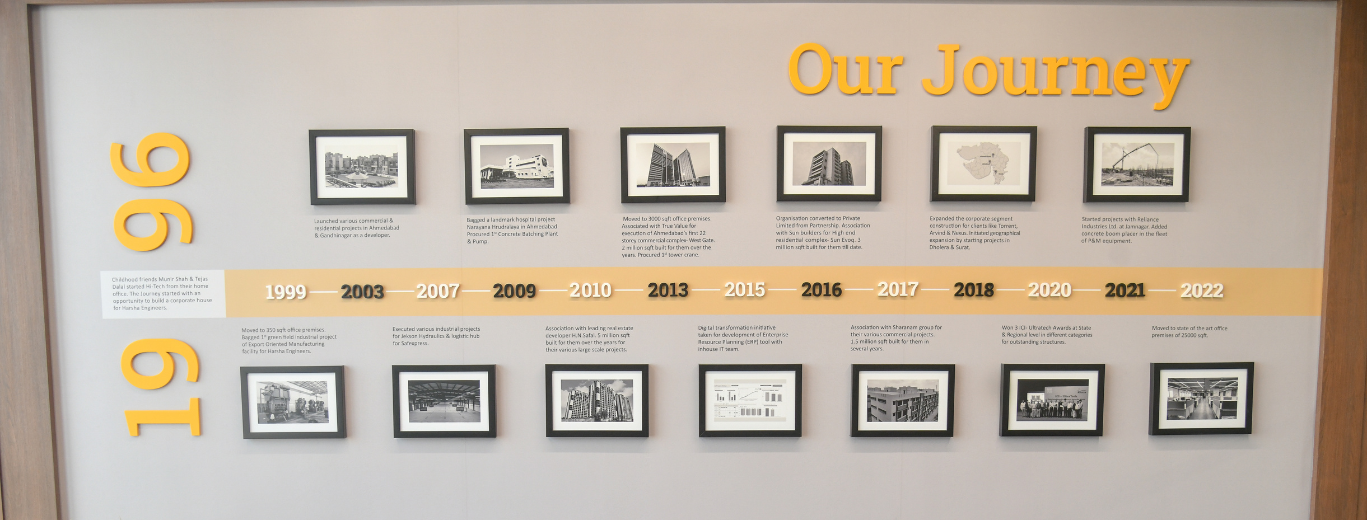 Our Journey
1996
Childhood friends Munir Shah & Tejas
Dalal started Hi-Tech from their home
office. The journey started with an
opportunity to build a corporate house
for Harsha Engineers.
Launched various commercial &
residential projects in Ahmedabad
& Gandhinagar as a developer.
Bagged a landmark hospital project
Narayana Hrudralaya in Ahmedabad
Procured 1st Concrete Batching Plant
& Pump
Moved to 3000 sqft office premises
Associated with True Value for
execution of Ahmedabad's first 22
storey commercial complex- West Gate.
2 million sqft built for them over the
years. Procured 1st tower crane.
Organisation converted to Private
Limited from Partnership. Association
with Sun builders for High end
residential complex- Sun Evoq. 3
million sqft built for them till date.
Expanded the corporate segment
construction for clients like Torrent,
Arvind & Nexus. Initiated geographical
expansion by starting projects in
Dholera & Surat.
Started projects with Reliance
Industries Ltd. at Jamnagar. Added
concrete boom placer in the fleet
of P&M equipment.
1999 2003 2007 2009 2010 2013 2015 2016 2017 2018 2020 2021 2022
Moved to 350 sqft office premises
Bagged 1st green field industrial project
of Export Oriented Manufacturing
facility for Harsha Engineers.
Executed various industrial projects
for Jekson Hydraulics & logistic hub
for Safexpress.
Association with leading real estate
developer H.N Safal. 5 million sqft
built for them over the years for
their various large scale projects.
Digital transformation initiative
taken for development of Enterprise
Resource Planning (ERP) tool with
inhouse IT team.
Association with Sharanam group for
their various commercial projects.
1.5 million sqft built for them in
several years.
Won 3 ICI- Ultratech Awards at State
& Regional level in different categories
for outstanding structures.
Moved to state of the art office
premises of 25000 sqft.